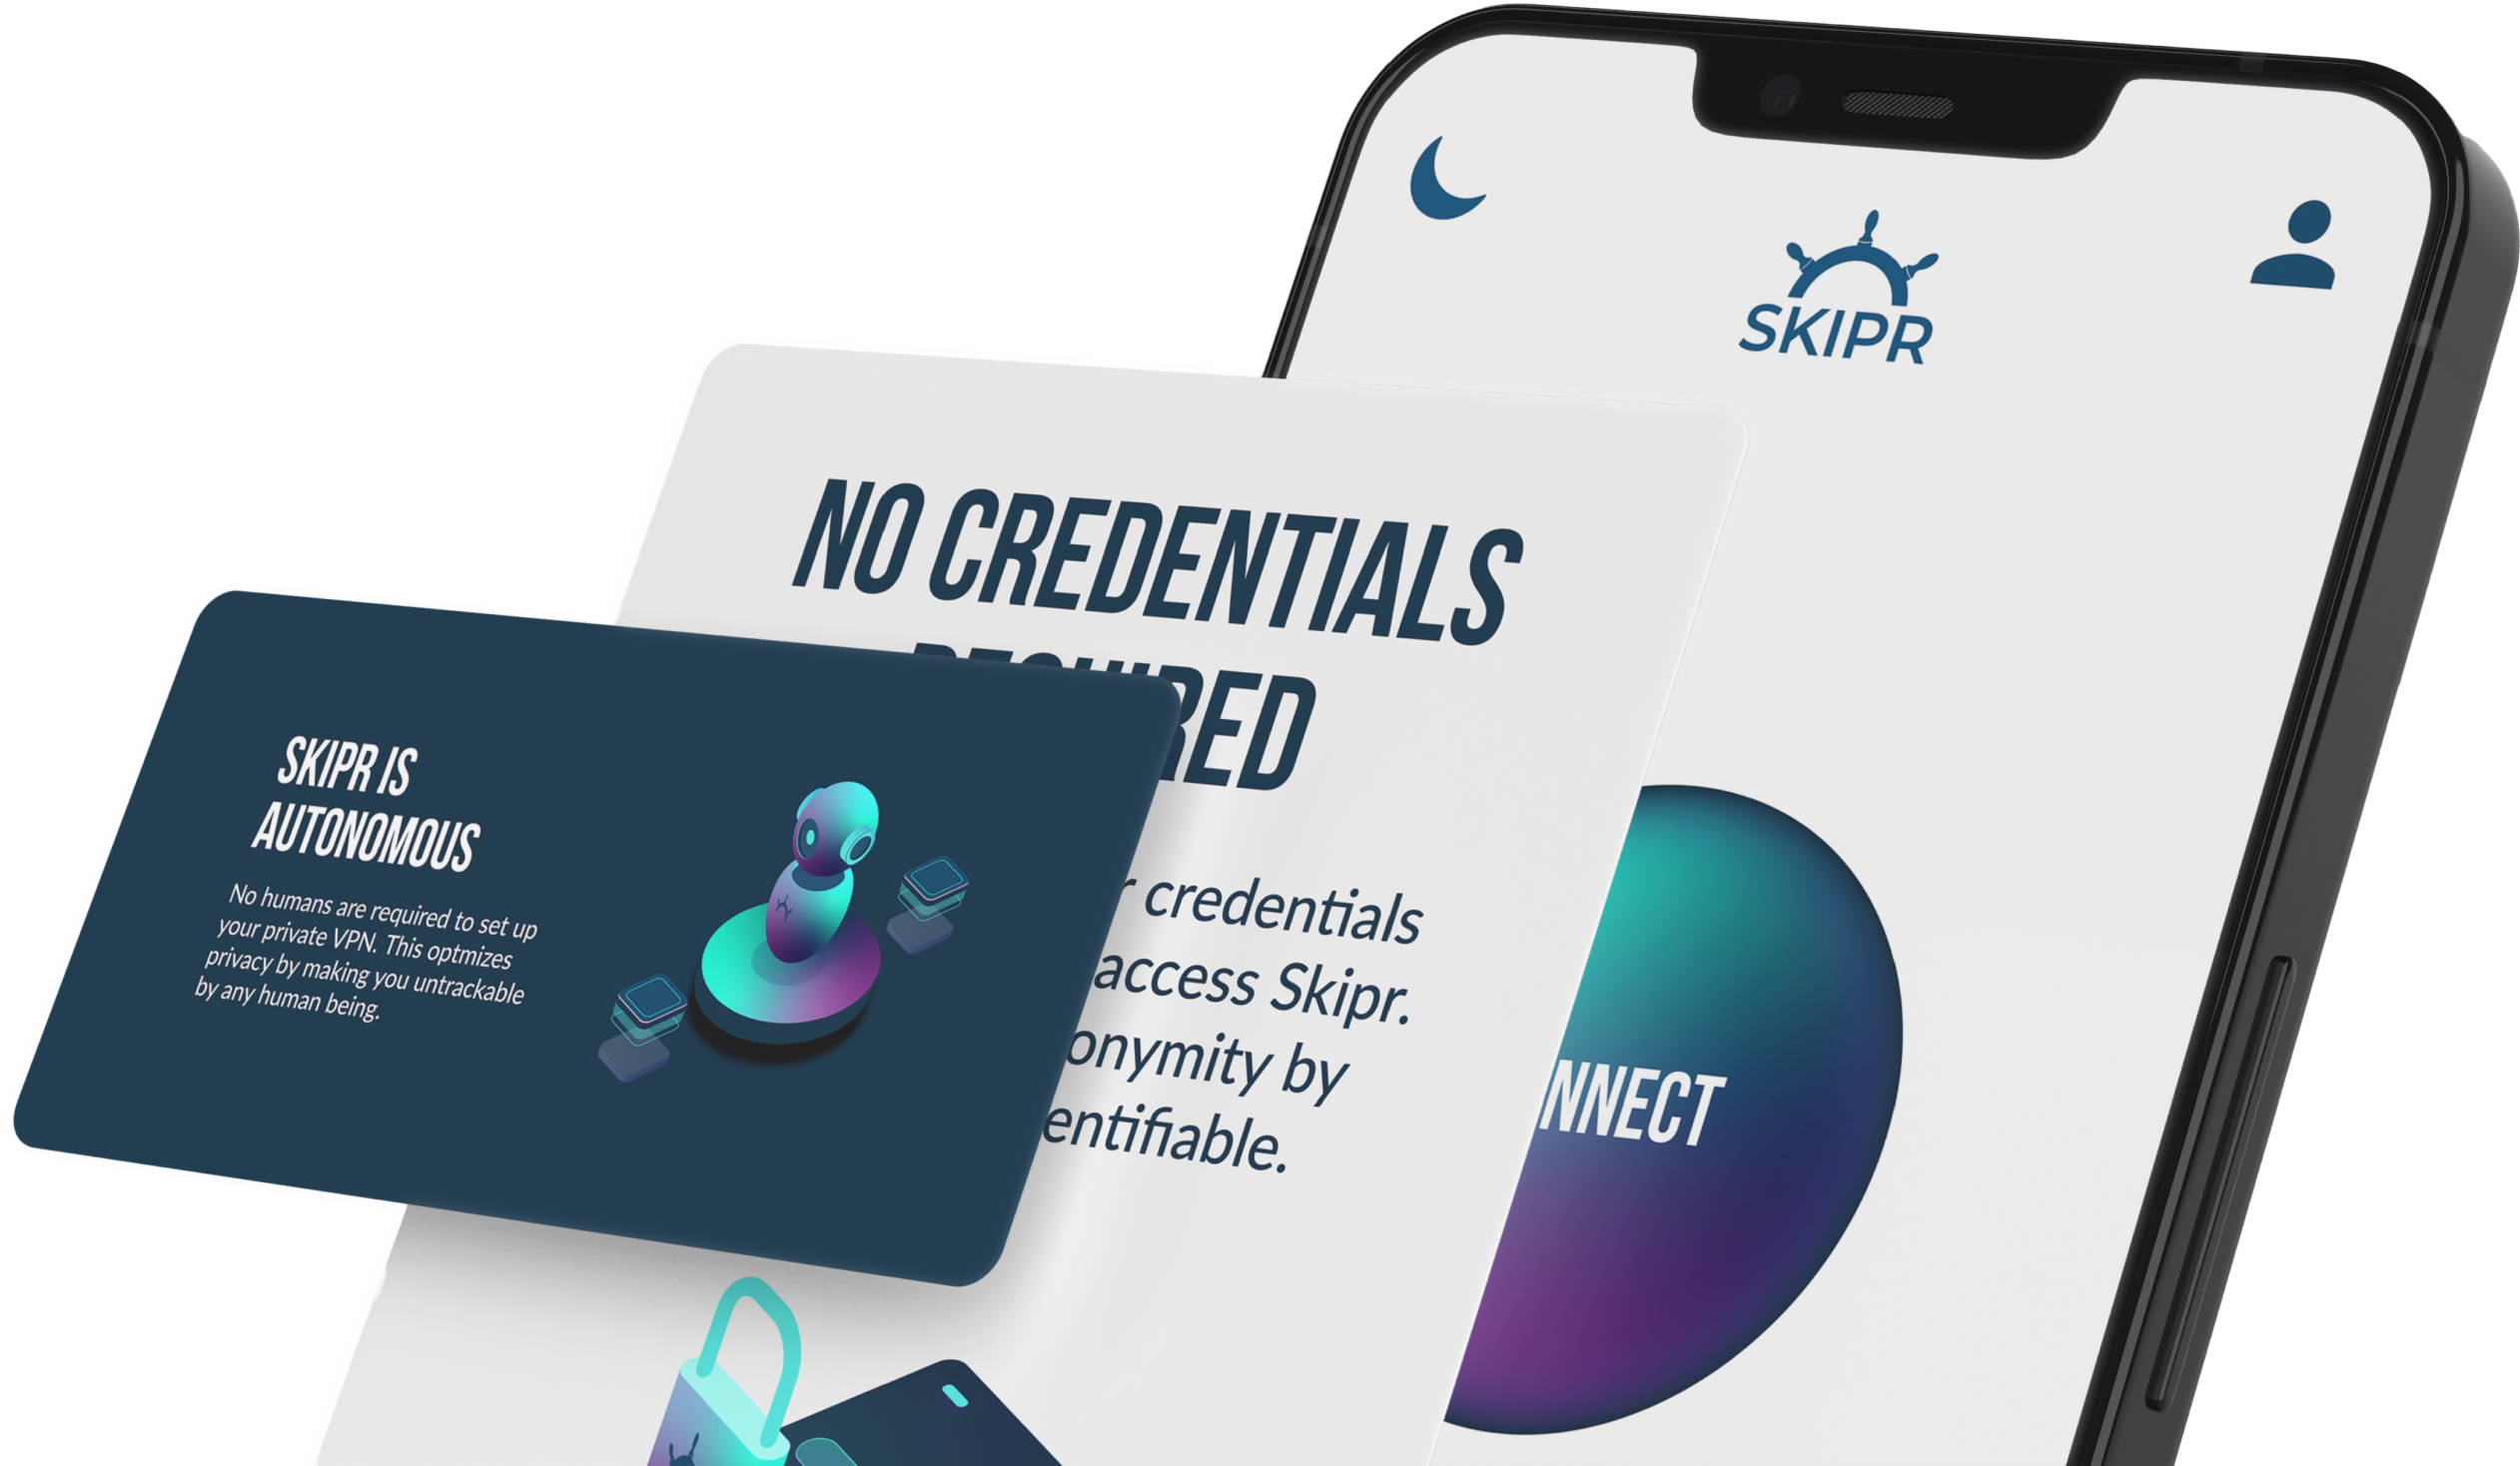 SKIPR
NO CREDENTIALS
REQUIRED
credentials
access Skipr.
onymity by
entifiable.
NNECT
SKIPR IS
AUTONOMOUS
No humans are required to set up
your private VPN. This optmizes
privacy by making you untrackable
by any human being.